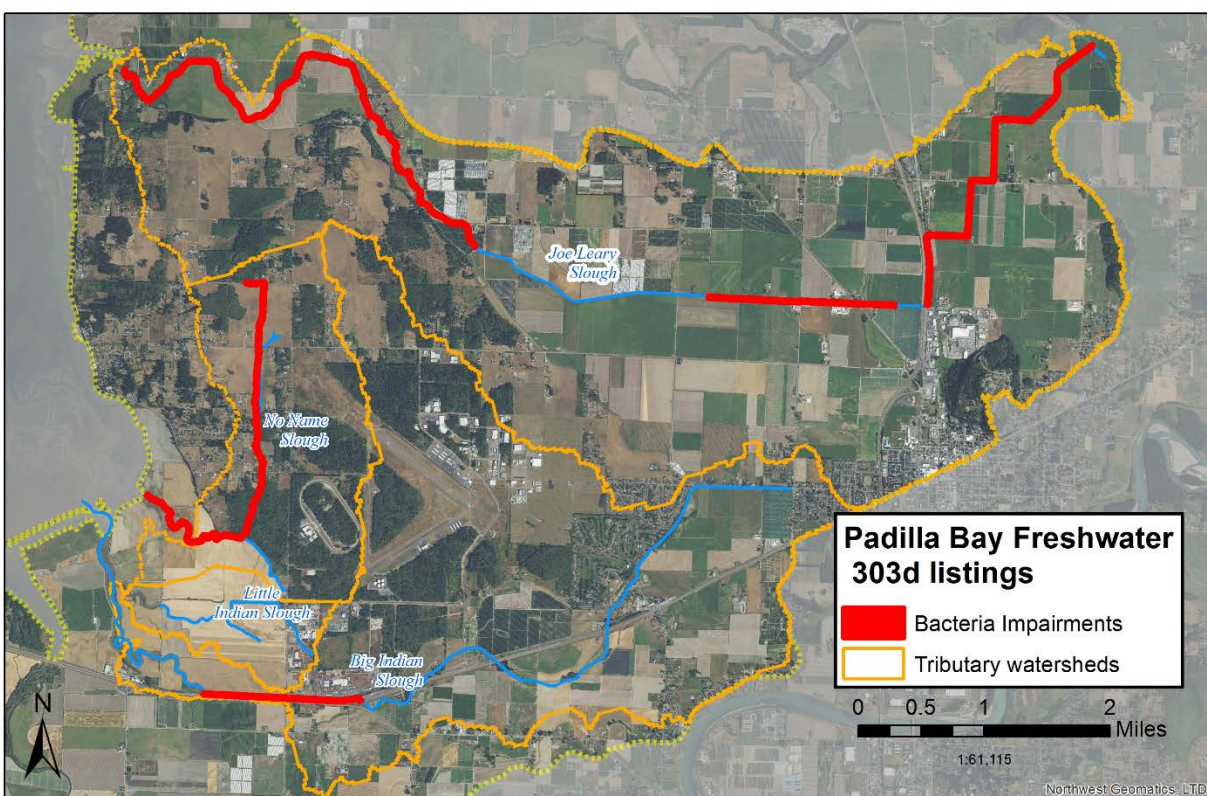 Joe Leary
Slough
No Name
Slough
Little
Indian Slough
Big Indian
Slough
Padilla Bay Freshwater
303d listings
Bacteria Impairments
Tributary watersheds
N
0 0.5 1 2
Miles
1:61,115
Northwest Geomatics, LTD